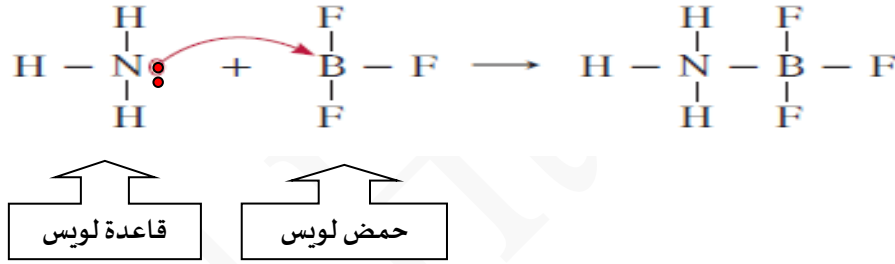 H F F
H – N + B – F ⟶ H – N – B – F
H F H F
قاعدة لويس
حمض لويس